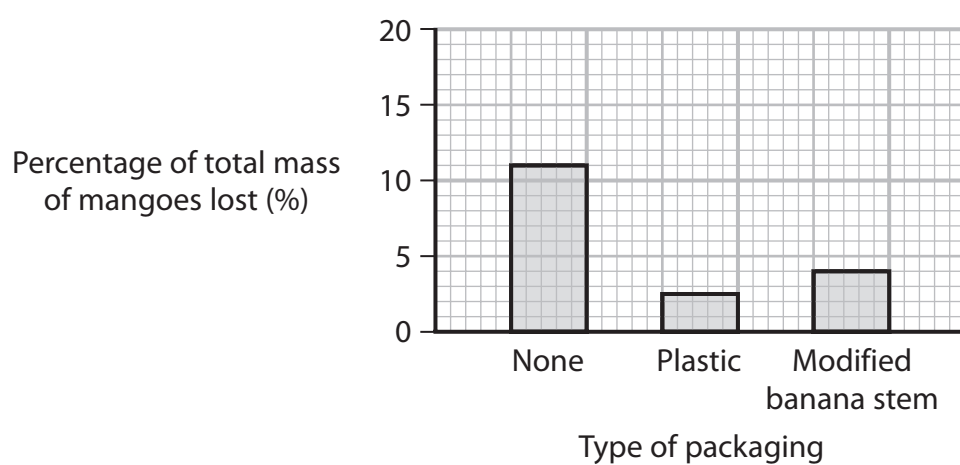 20
15
10
5
0
Percentage of total mass
of mangoes lost (%)
None
Plastic
Modified
banana stem
Type of packaging